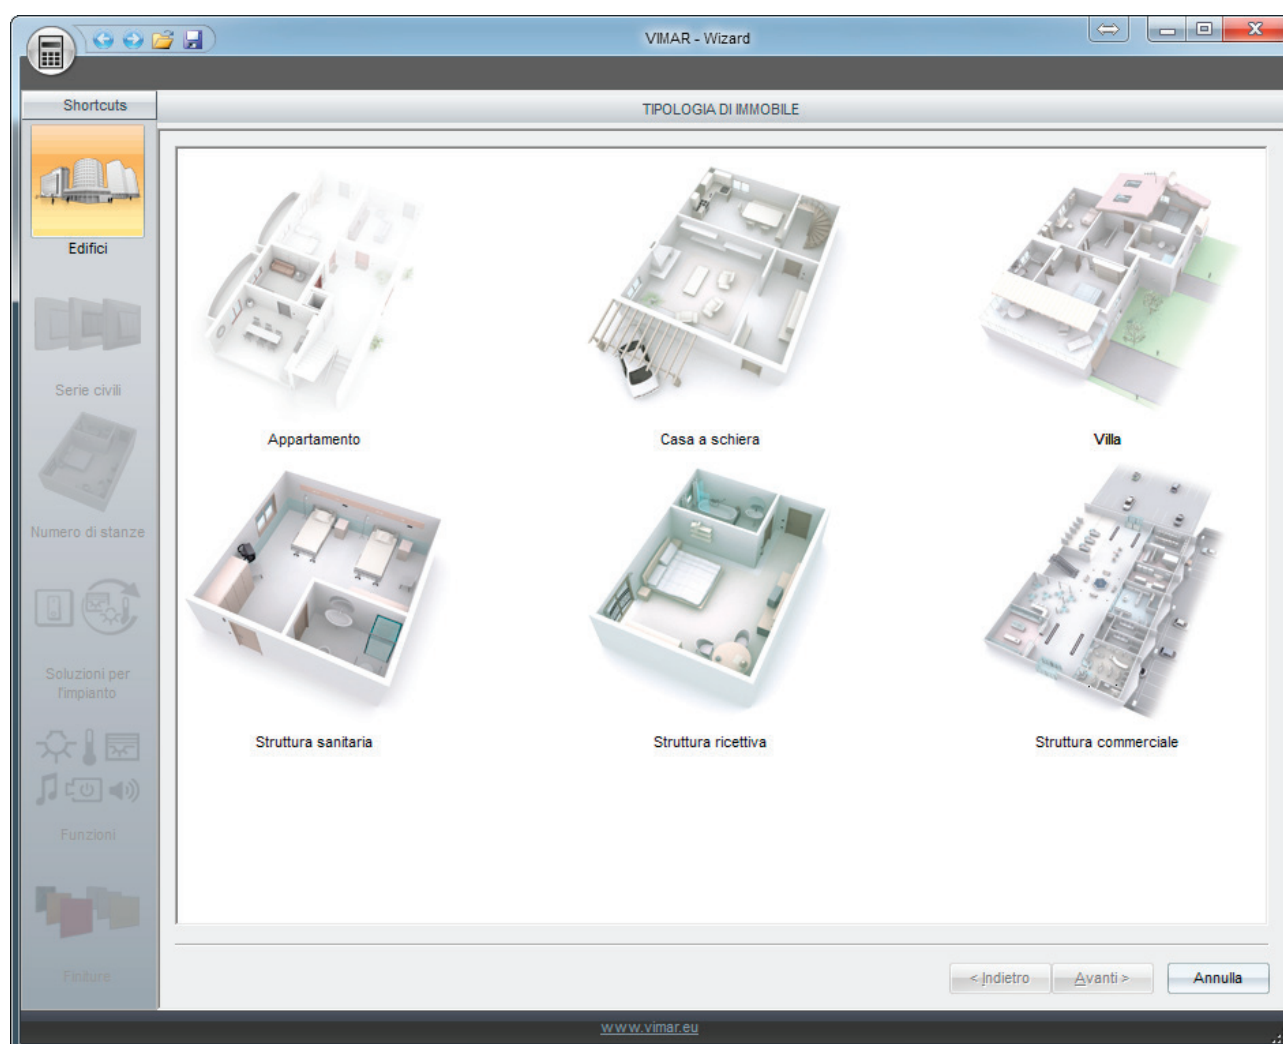 VIMAR - Wizard
Shortcuts
TIPOLOGIA DI IMMOBILE
Edifici
Serie civili
Numero di stanze
Soluzioni per
l'impianto
Funzioni
Finiture
Appartamento
Casa a schiera
Villa
Struttura sanitaria
Struttura ricettiva
Struttura commerciale
< Indietro
Avanti >
Annulla
www.vimar.eu